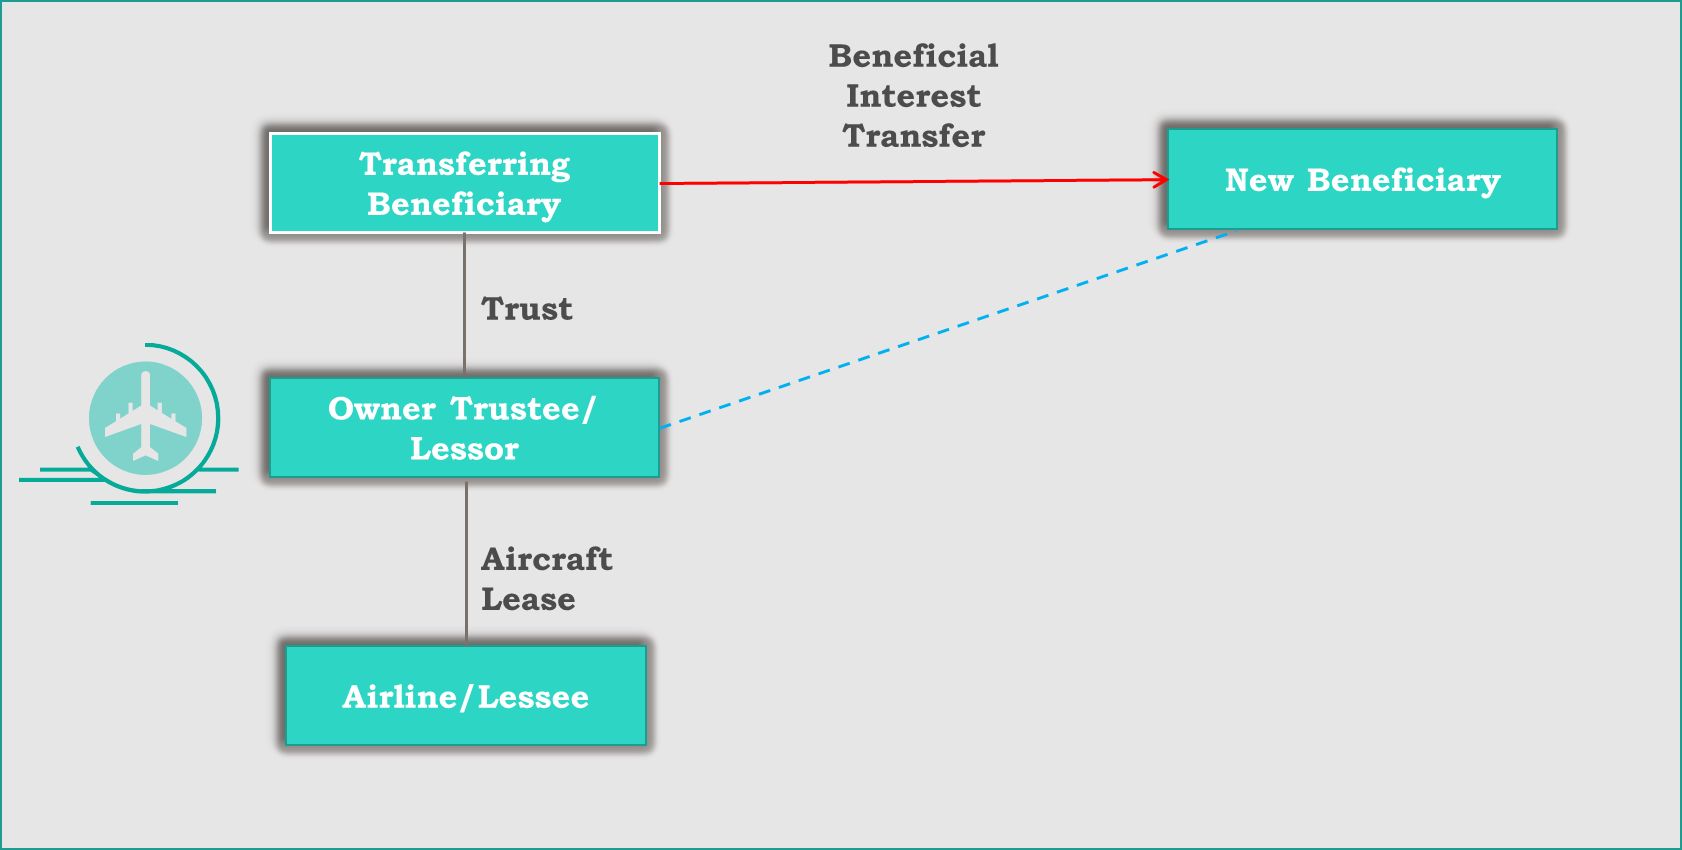 Beneficial
Interest
Transfer
Transferring
Beneficiary
New Beneficiary
Trust
Owner Trustee/
Lessor
Aircraft
Lease
Airline/Lessee